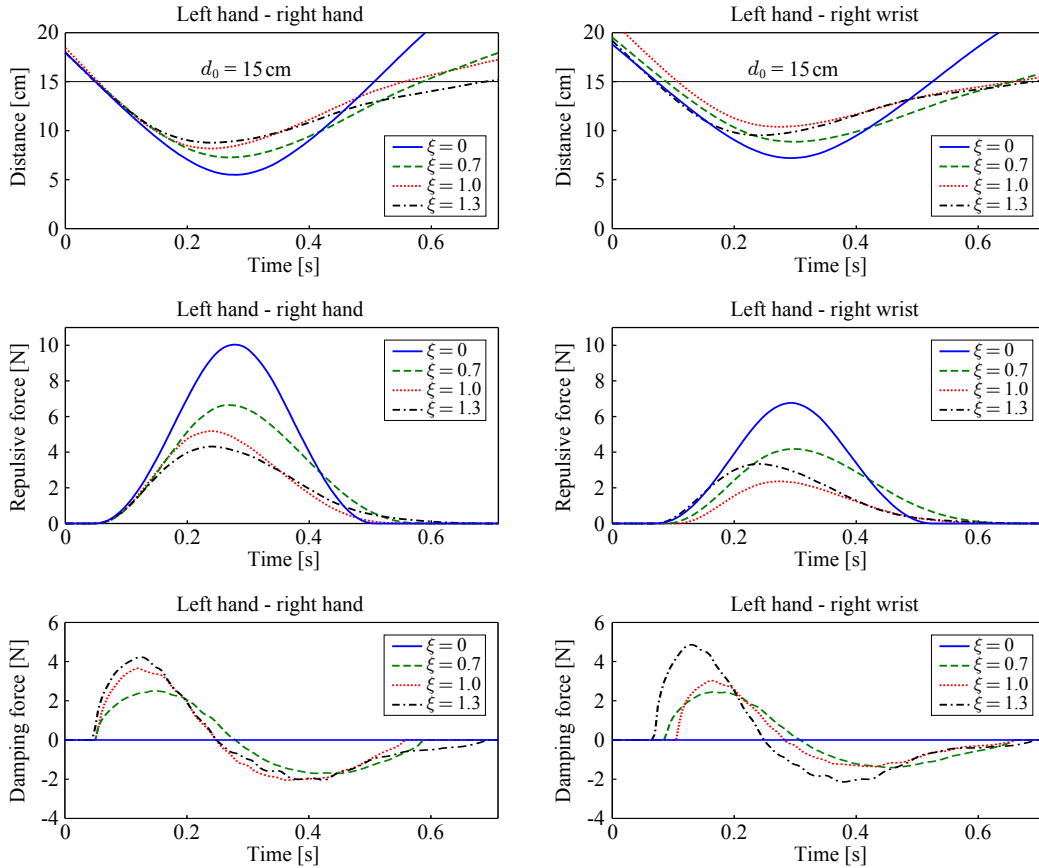 Left hand - right hand
20
15
10
5
0
Distance [cm]
d₀ = 15 cm
ξ = 0
ξ = 0.7
ξ = 1.0
ξ = 1.3
0 0.2 0.4 0.6
Time [s]
Left hand - right wrist
20
15
10
5
0
Distance [cm]
d₀ = 15 cm
ξ = 0
ξ = 0.7
ξ = 1.0
ξ = 1.3
0 0.2 0.4 0.6
Time [s]
Left hand - right hand
10
8
6
4
2
0
Repulsive force [N]
ξ = 0
ξ = 0.7
ξ = 1.0
ξ = 1.3
0 0.2 0.4 0.6
Time [s]
Left hand - right wrist
10
8
6
4
2
0
Repulsive force [N]
ξ = 0
ξ = 0.7
ξ = 1.0
ξ = 1.3
0 0.2 0.4 0.6
Time [s]
Left hand - right hand
6
4
2
0
-2
-4
Damping force [N]
ξ = 0
ξ = 0.7
ξ = 1.0
ξ = 1.3
0 0.2 0.4 0.6
Time [s]
Left hand - right wrist
6
4
2
0
-2
-4
Damping force [N]
ξ = 0
ξ = 0.7
ξ = 1.0
ξ = 1.3
0 0.2 0.4 0.6
Time [s]